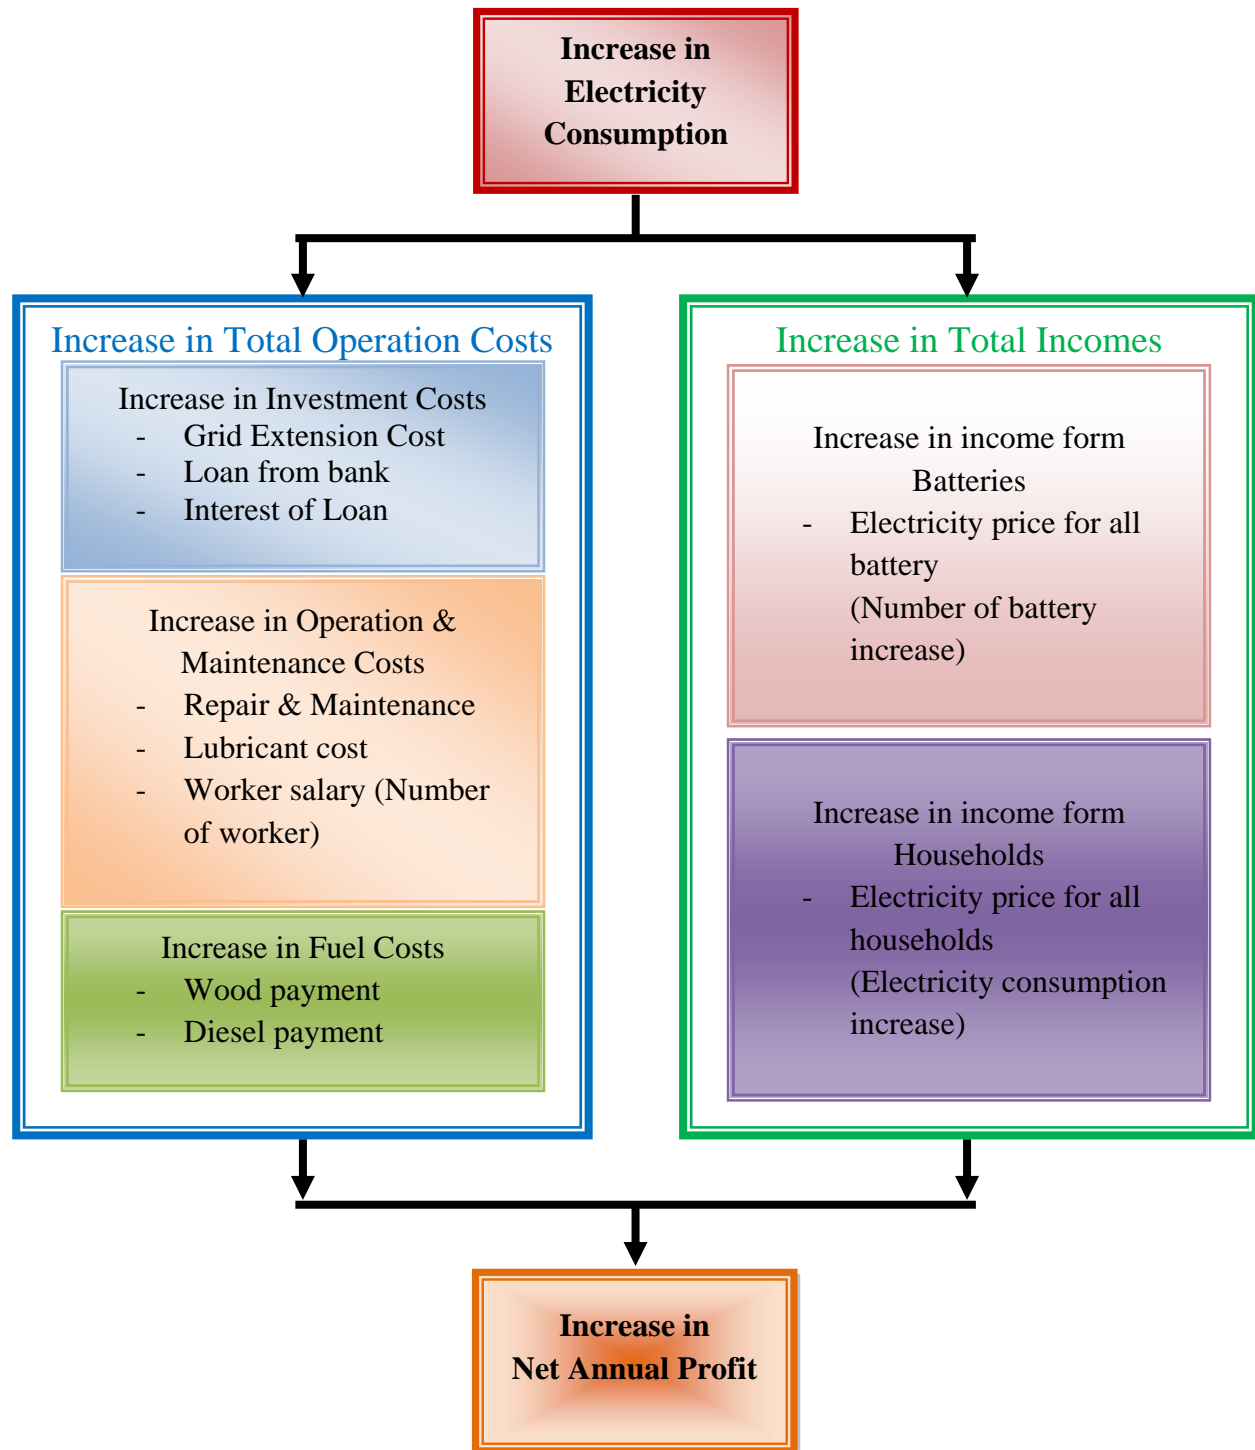 Increase in
Electricity
Consumption
Increase in Total Operation Costs
Increase in Investment Costs
- Grid Extension Cost
- Loan from bank
- Interest of Loan
Increase in Operation &
Maintenance Costs
- Repair & Maintenance
- Lubricant cost
- Worker salary (Number
of worker)
Increase in Fuel Costs
- Wood payment
- Diesel payment
Increase in Total Incomes
Increase in income form
Batteries
- Electricity price for all
battery
(Number of battery
increase)
Increase in income form
Households
- Electricity price for all
households
(Electricity consumption
increase)
Increase in
Net Annual Profit